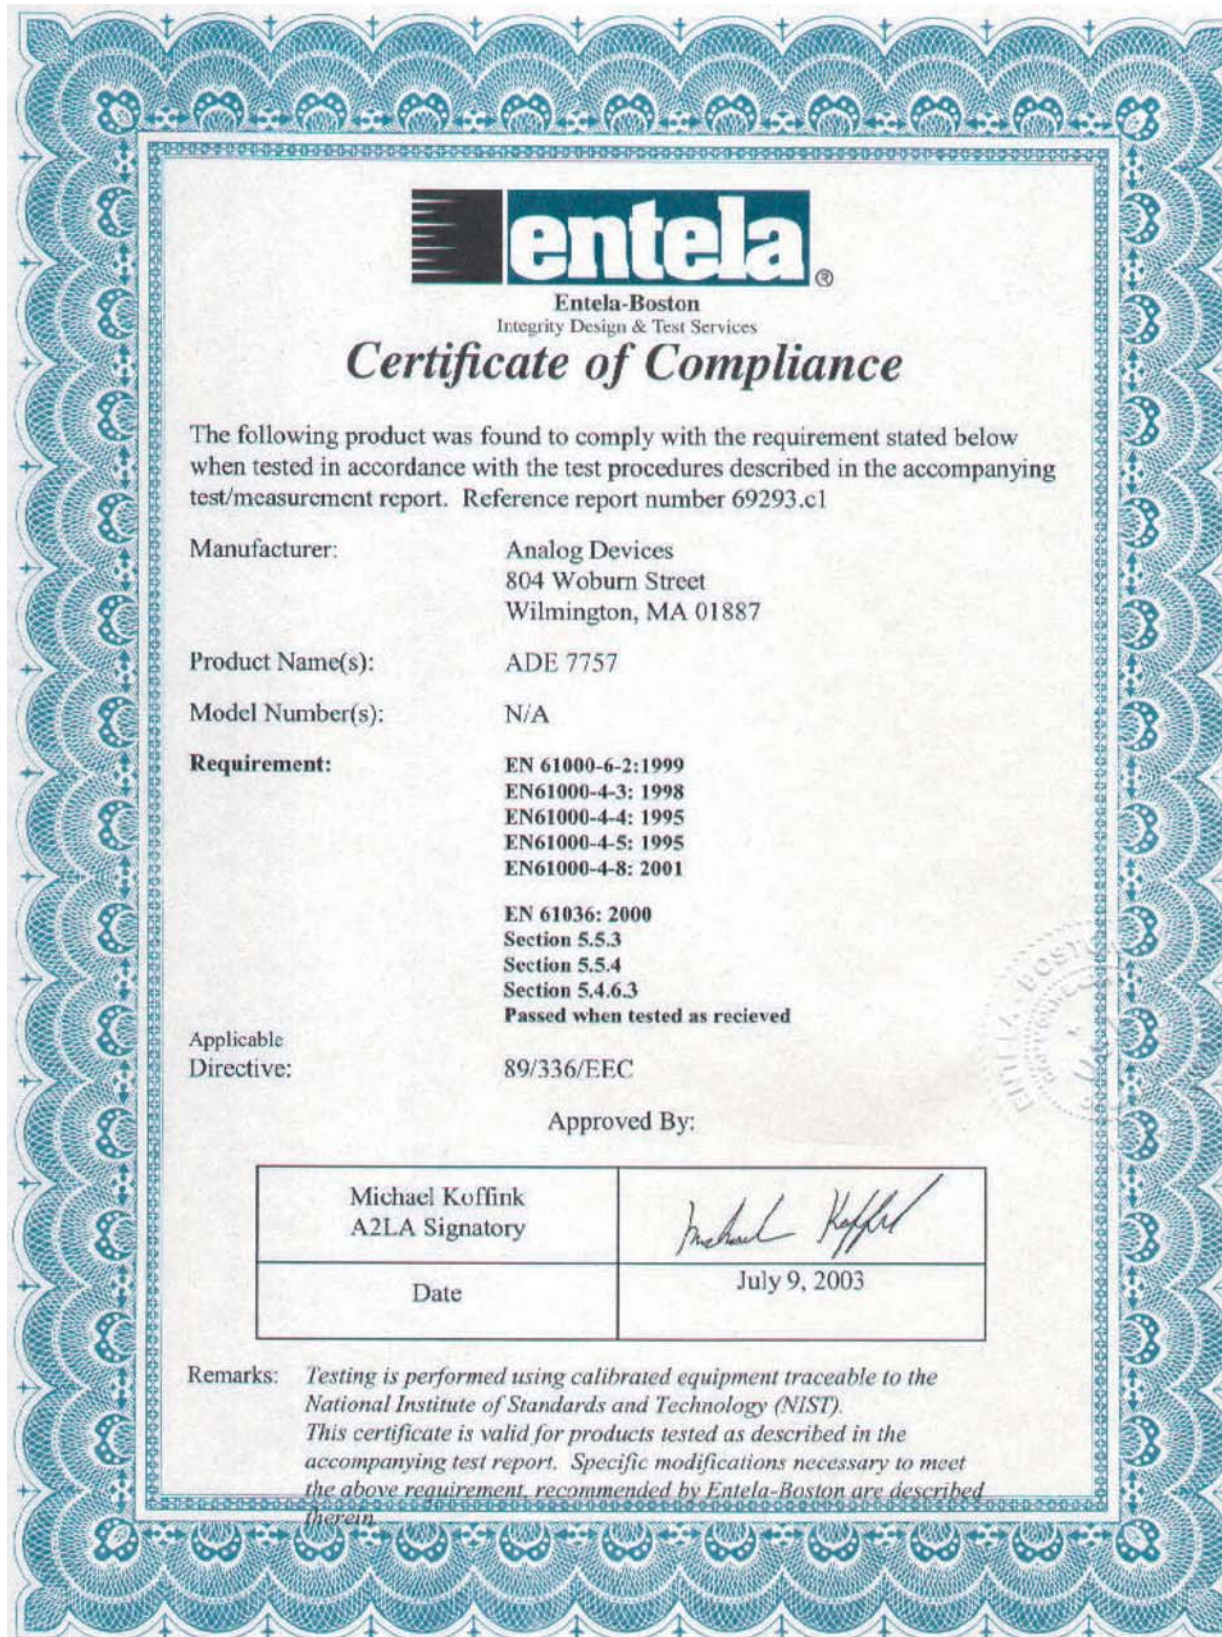 entela®
Entela-Boston
Integrity Design & Test Services
Certificate of Compliance
The following product was found to comply with the requirement stated below
when tested in accordance with the test procedures described in the accompanying
test/measurement report. Reference report number 69293.c1
Manufacturer: Analog Devices
804 Woburn Street
Wilmington, MA 01887
Product Name(s): ADE 7757
Model Number(s): N/A
Requirement: EN 61000-6-2:1999
EN61000-4-3: 1998
EN61000-4-4: 1995
EN61000-4-5: 1995
EN61000-4-8: 2001
EN 61036: 2000
Section 5.5.3
Section 5.5.4
Section 5.4.6.3
Passed when tested as recieved
Applicable
Directive: 89/336/EEC
Approved By:
Michael Koffink
A2LA Signatory
Michael Koffink
Date
July 9, 2003
Remarks: Testing is performed using calibrated equipment traceable to the
National Institute of Standards and Technology (NIST).
This certificate is valid for products tested as described in the
accompanying test report. Specific modifications necessary to meet
the above requirement, recommended by Entela-Boston are described
therein
ENTELA BOSTON